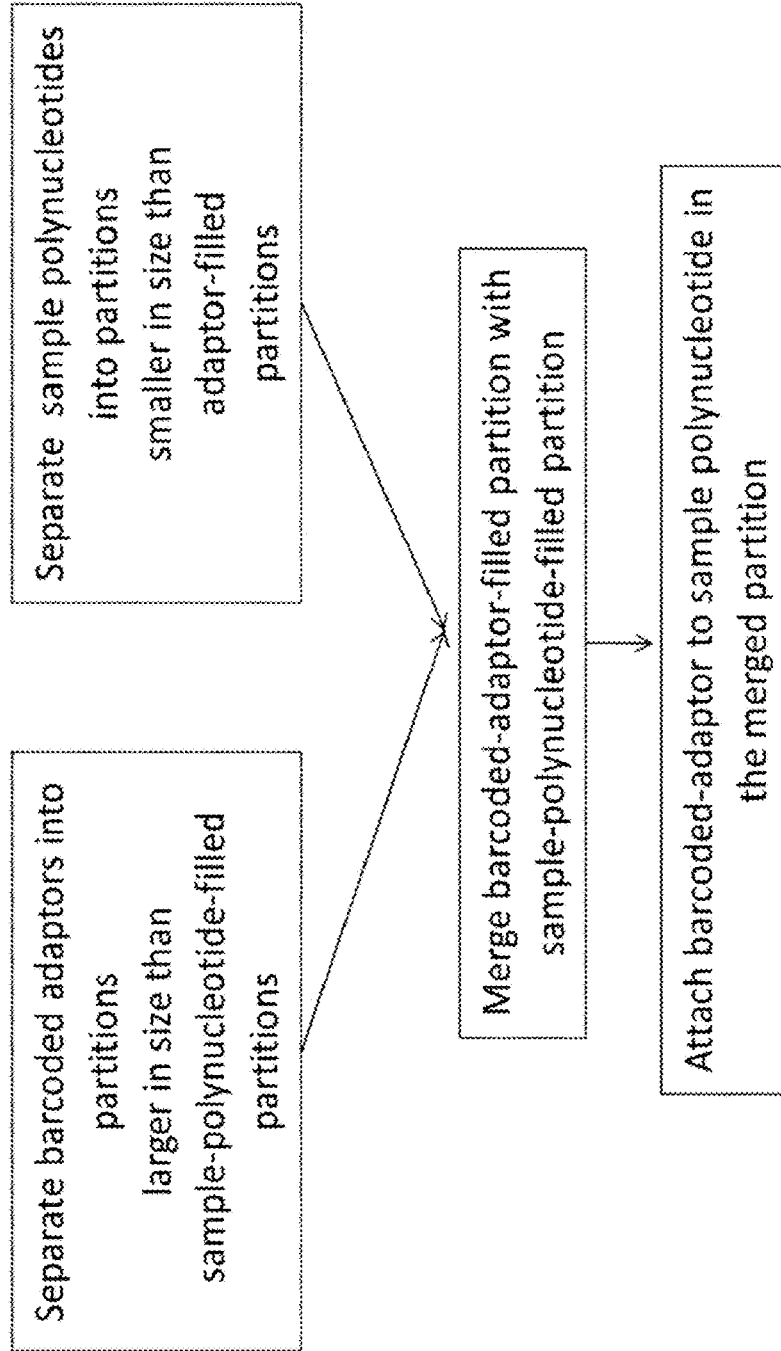 Separate barcoded adaptors into
partitions
larger in size than
sample-polynucleotide-filled
partitions
Separate sample polynucleotides
into partitions
smaller in size than
adaptor-filled
partitions
Merge barcoded-adaptor-filled partition with
sample-polynucleotide-filled partition
Attach barcoded-adaptor to sample polynucleotide in
the merged partition